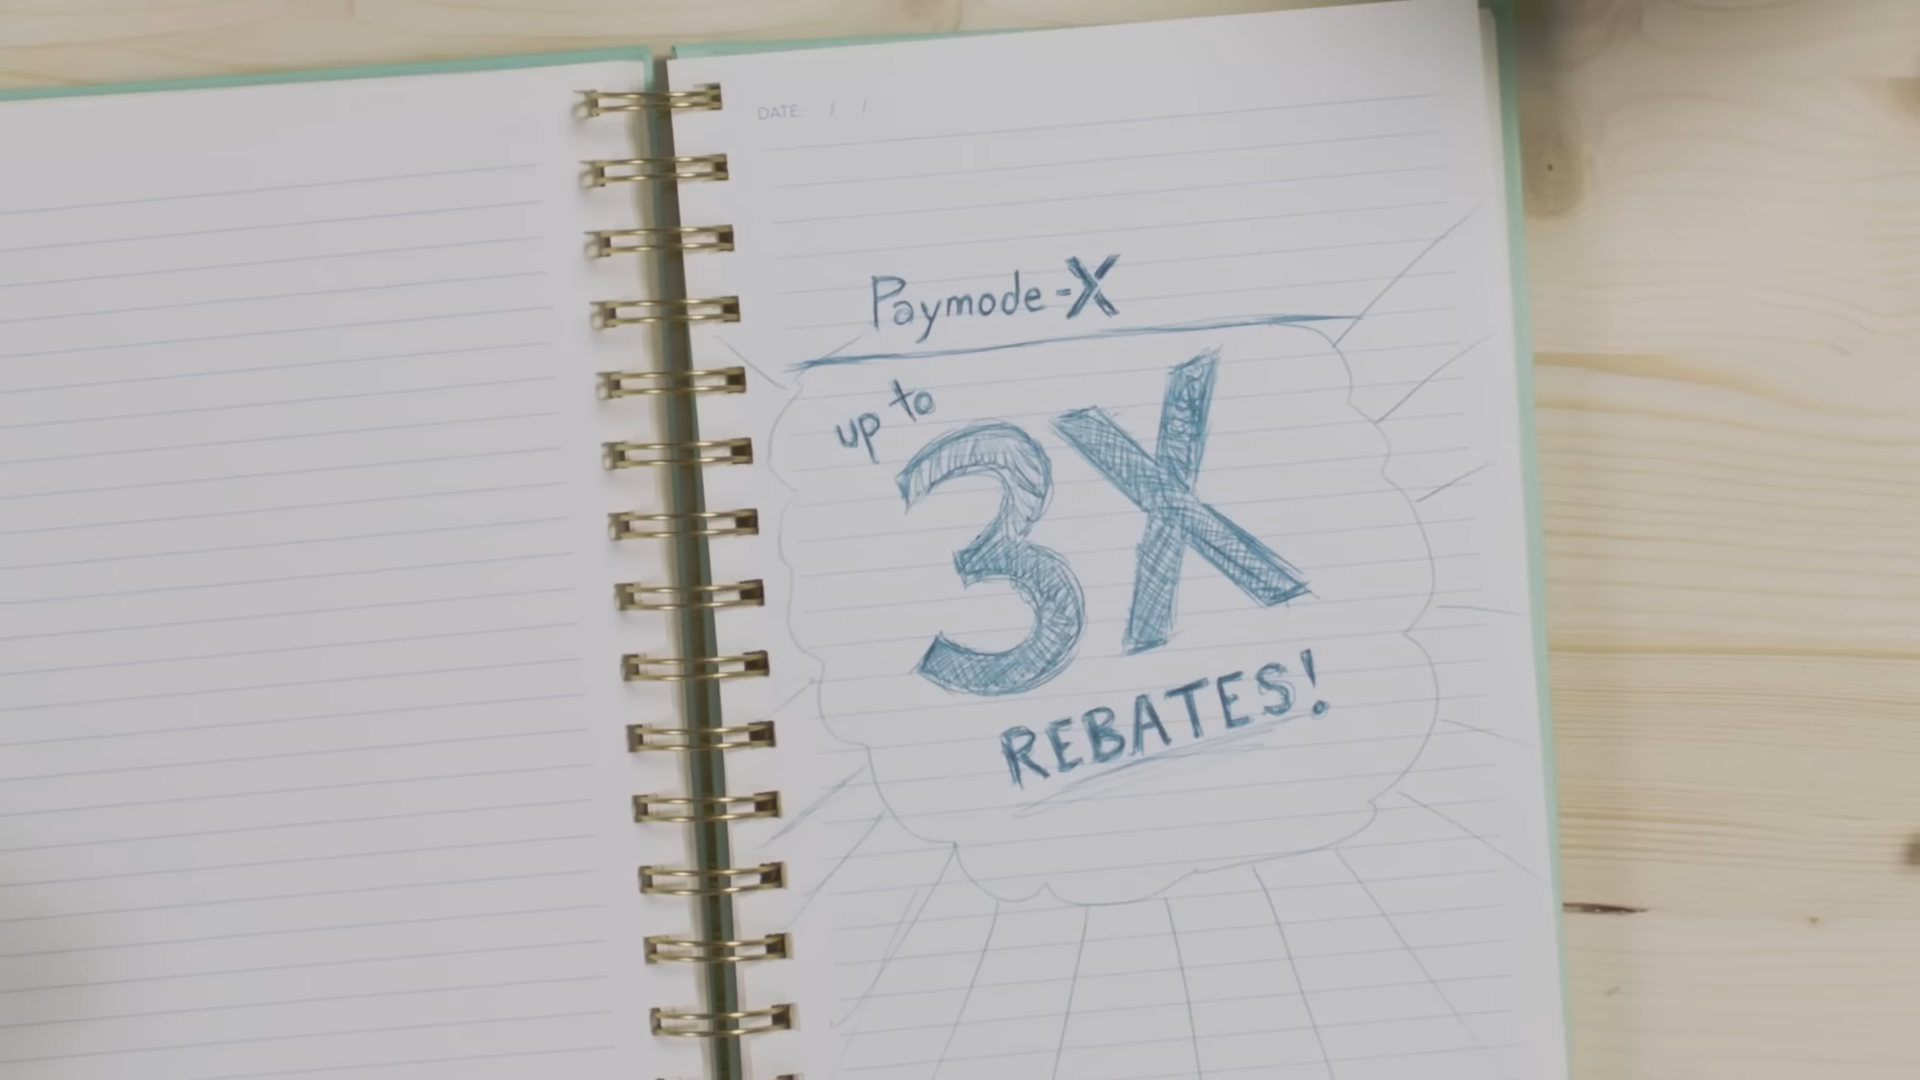 DATE: / /
Paymode-X
up to
3X
REBATES!